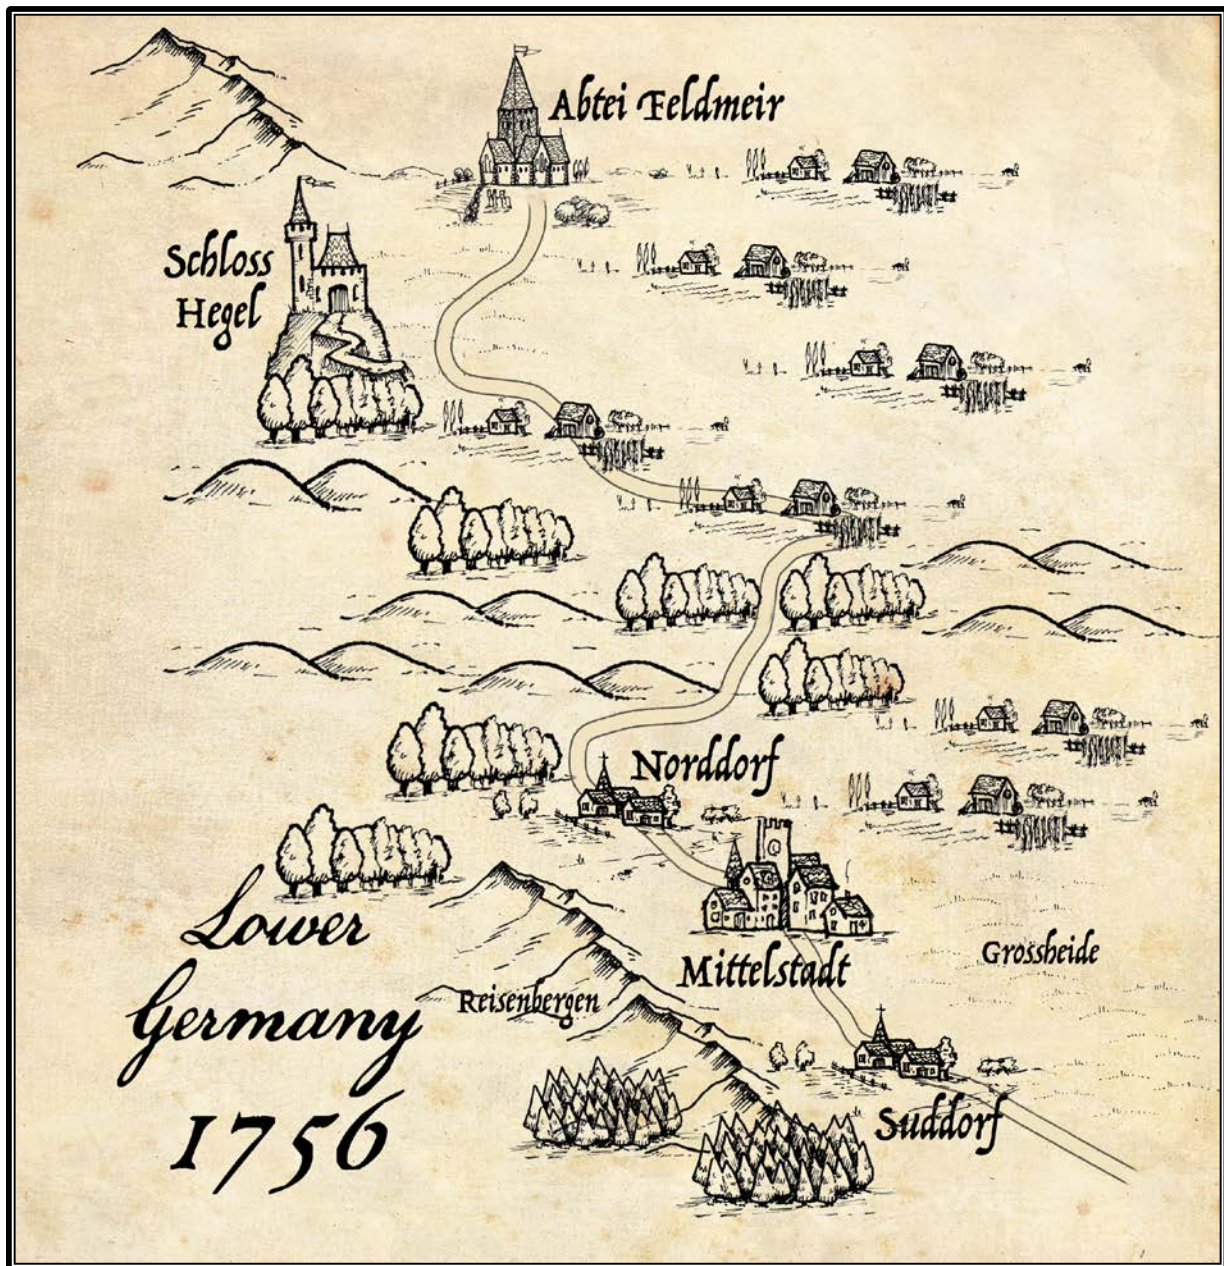 Abtei Feldmeir
Schloss
Hegel
Norddorf
Mittelstadt
Grossheide
Reisenbergen
Suddorf
Lower
Germany
1756